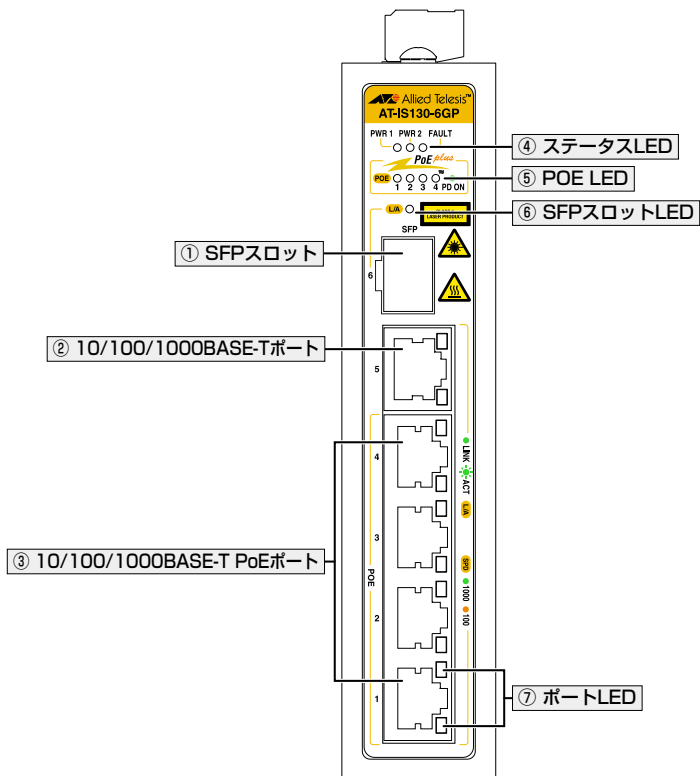 Allied Telesis™
AT-IS130-6GP
PWR 1 PWR 2 FAULT
④ ステータスLED
PoE plus™
POE 1 2 3 4 PD ON
⑤ POE LED
L/A
LASER PRODUCT
⑥ SFPスロットLED
SFP
① SFPスロット
6
② 10/100/1000BASE-Tポート
5
4
LINK
ACT
L/A
3
③ 10/100/1000BASE-T PoEポート
POE
SPD
1000
100
2
1
⑦ ポートLED